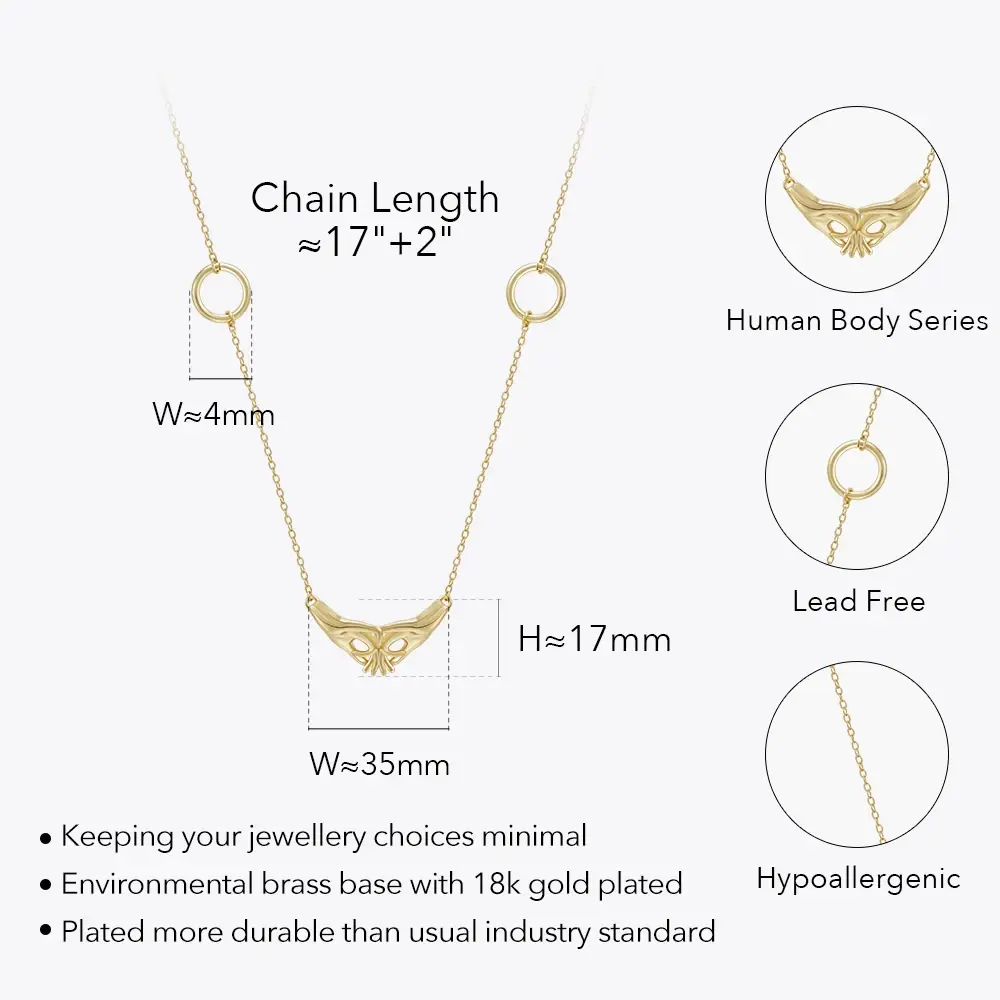 Chain Length
≈17"+2"
W≈4mm
H≈17mm
W≈35mm
Human Body Series
Lead Free
Hypoallergenic
• Keeping your jewellery choices minimal
• Environmental brass base with 18k gold plated
• Plated more durable than usual industry standard